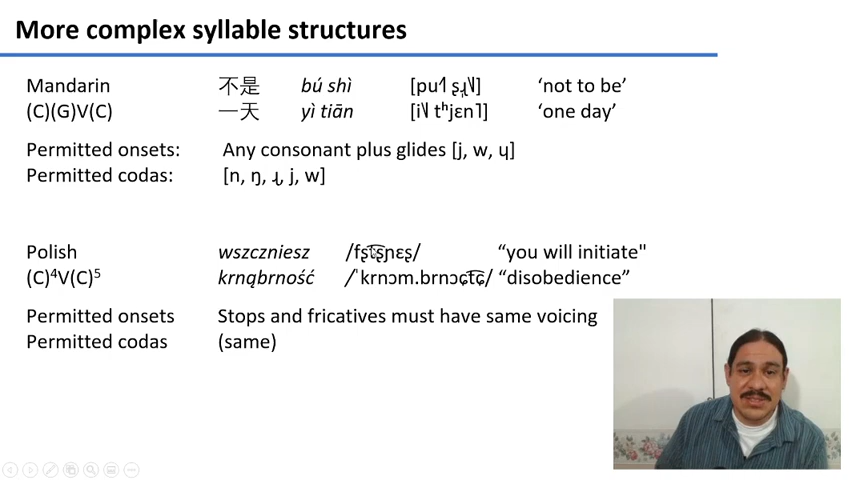 More complex syllable structures
Mandarin 不是 bú shì [pu˧˥ ʂɻ̩˥˩] ‘not to be’
(C)(G)V(C) 一天 yì tiān [i˥˩ tʰjɛn˥] ‘one day’
Permitted onsets: Any consonant plus glides [j, w, ɥ]
Permitted codas: [n, ŋ, ɻ, j, w]
Polish wszczniesz /fʂt͡ʂɲɛʂ/ “you will initiate"
(C)⁴V(C)⁵ krnąbrność /ˈkrnɔm.brnɔɕt͡ɕ/ “disobedience”
Permitted onsets Stops and fricatives must have same voicing
Permitted codas (same)